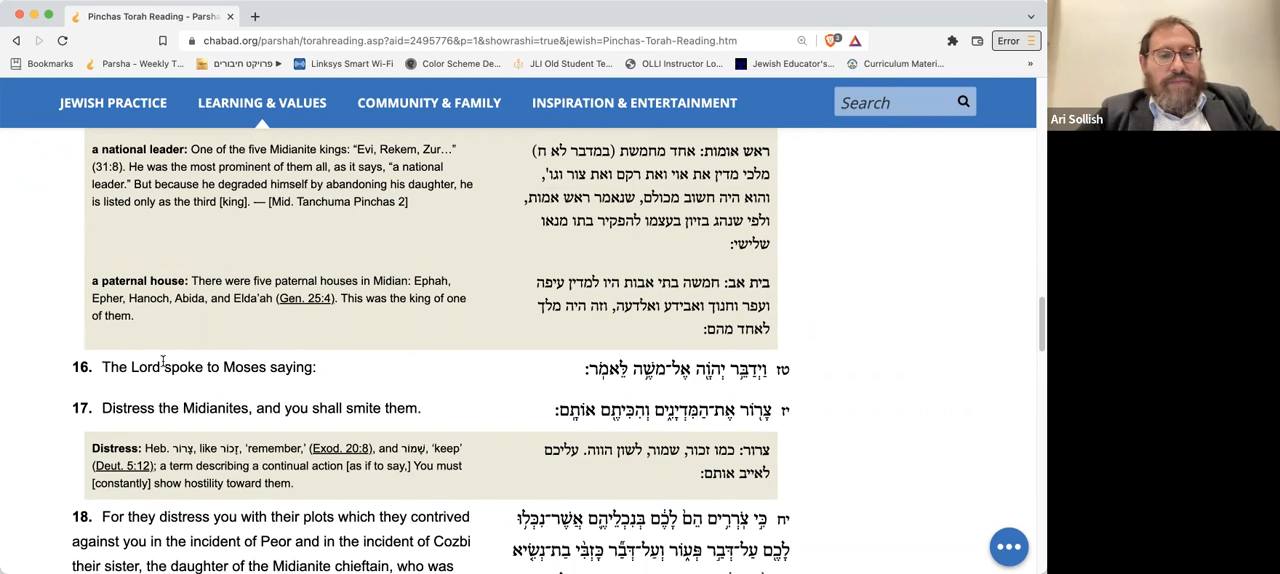 Pinchas Torah Reading - Parsha
chabad.org/parshah/torahreading.asp?aid=2495776&p=1&showrashi=true&jewish=Pinchas-Torah-Reading.htm
3
Error
Bookmarks Parsha - Weekly T... פרוייקט חיבורים Linksys Smart Wi-Fi Color Scheme De... JLI Old Student Te... OLLI Instructor Lo... Jewish Educator's... Curriculum Materi... »
JEWISH PRACTICE LEARNING & VALUES COMMUNITY & FAMILY INSPIRATION & ENTERTAINMENT Search
Ari Sollish
a national leader: One of the five Midianite kings: “Evi, Rekem, Zur…”
(31:8). He was the most prominent of them all, as it says, “a national
leader.” But because he degraded himself by abandoning his daughter, he
is listed only as the third [king]. — [Mid. Tanchuma Pinchas 2]
ראש אומות: אחד מחמשת (במדבר לא ח)
מלכי מדין את אוי ואת רקם ואת צור וגו',
והוא היה חשוב מכולם, שנאמר ראש אמות,
ולפי שנהג בזיון בעצמו להפקיר בתו מנאו
שלישי:
a paternal house: There were five paternal houses in Midian: Ephah,
Epher, Hanoch, Abida, and Elda’ah (Gen. 25:4). This was the king of one
of them.
בית אב: חמשה בתי אבות היו למדין עיפה
ועפר וחנוך ואבידע ואלדעה, וזה היה מלך
לאחד מהם:
16. The Lord spoke to Moses saying:
טז וַיְדַבֵּ֥ר יְהֹוָ֖ה אֶל־משֶׁ֥ה לֵּאמֹֽר:
17. Distress the Midianites, and you shall smite them.
יז צָר֖וֹר אֶת־הַמִּדְיָנִ֑ים וְהִכִּיתֶ֖ם אוֹתָֽם:
Distress: Heb. צָרוֹר, like זָכוֹר, ‘remember,’ (Exod. 20:8), and שָׁמוֹר, ‘keep’
(Deut. 5:12); a term describing a continual action [as if to say,] You must
[constantly] show hostility toward them.
צרור: כמו זכור, שמור, לשון הווה. עליכם
לאייב אותם:
18. For they distress you with their plots which they contrived
against you in the incident of Peor and in the incident of Cozbi
their sister, the daughter of the Midianite chieftain, who was
יח כִּ֣י צֹֽרְרִ֥ים הֵם֙ לָכֶ֔ם בְּנִכְלֵיהֶ֛ם אֲשֶׁר־נִכְּל֥וּ
לָכֶ֖ם עַל־דְּבַ֣ר פְּע֑וֹר וְעַל־דְּבַ֞ר כָּזְבִּ֨י בַת־נְשִׂ֤יא